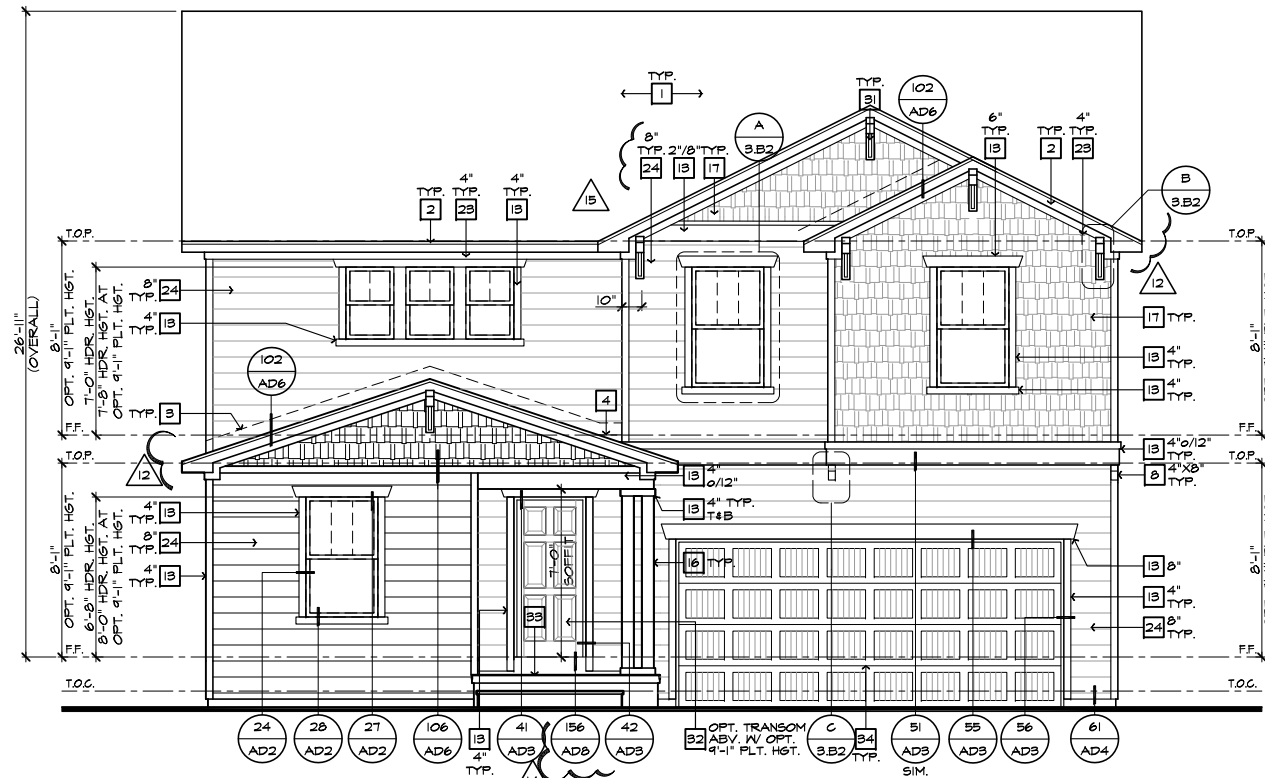 TYP.
1
TYP.
31
102
AD6
A
3.B2
6"
TYP.
13
TYP.
2
4"
23
8"
TYP.
24
2"/8"
13
TYP.
17
B
3.B2
15
TYP.
2
4"
TYP.
23
4"
TYP.
13
T.O.P.
T.O.P.
12
26'-11"
(OVERALL)
8'-1"
OPT. 9'-1" PLT. HGT.
7'-0" HDR. HGT.
7'-8" HDR. HGT. AT
OPT. 9'-1" PLT. HGT.
8"
TYP.
24
4"
TYP.
13
10"
17 TYP.
8'-1"
13 4"
TYP.
13 4"
TYP.
102
AD6
TYP. 3
4
F.F.
F.F.
T.O.P.
T.O.P.
12
13 4" o/12"
TYP.
8 4"X8"
TYP.
13 4"
o/12"
13 4" TYP.
T&B
8'-1"
OPT. 9'-1" PLT. HGT.
6'-8" HDR. HGT.
8'-0" HDR. HGT. AT
OPT. 9'-1" PLT. HGT.
4"
TYP.
13
8"
TYP.
24
4"
TYP.
13
7'-0"
SOFFIT
33
16 TYP.
13 8"
13 4"
TYP.
24 8"
TYP.
8'-1"
F.F.
F.F.
T.O.C.
T.O.C.
24
AD2
28
AD2
27
AD2
106
AD6
13
4"
TYP.
41
AD3
156
AD8
42
AD3
32 OPT. TRANSOM
ABV. W/ OPT.
9'-1" PLT. HGT.
C
3.B2
34
TYP.
51
AD3
SIM.
55
AD3
56
AD3
61
AD4